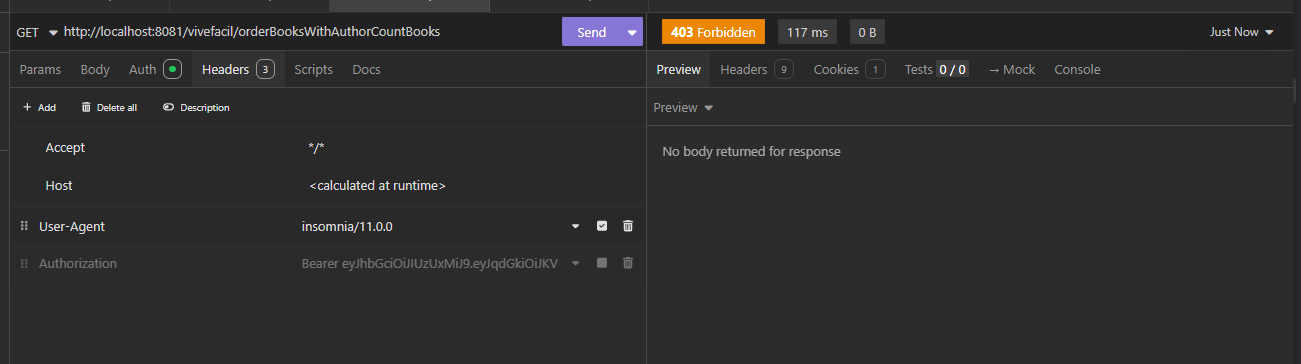 GET http://localhost:8081/vivefacil/orderBooksWithAuthorCountBooks Send
403 Forbidden 117 ms 0 B Just Now
Params Body Auth Headers 3 Scripts Docs
Preview Headers 9 Cookies 1 Tests 0 / 0 → Mock Console
+ Add Delete all Description
Preview
Accept */*
No body returned for response
Host <calculated at runtime>
User-Agent insomnia/11.0.0
Authorization Bearer eyJhbGciOiJIUzUxMiJ9.eyJqdGkiOiJKV